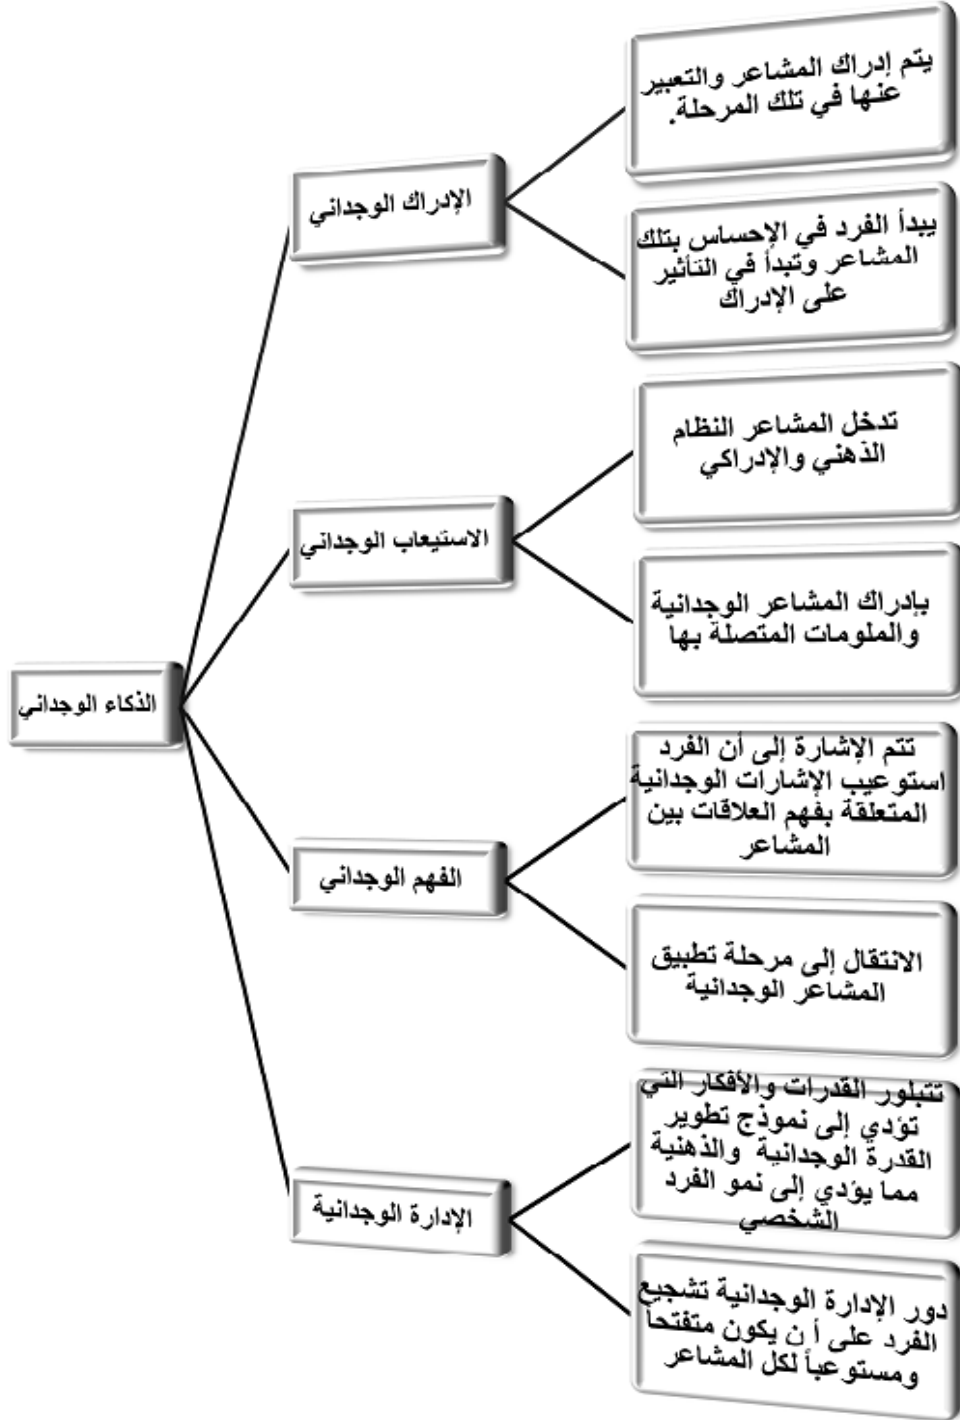 الذكاء الوجداني
الإدراك الوجداني
يتم إدراك المشاعر والتعبير
عنها في تلك المرحلة.
يبدأ الفرد في الإحساس بتلك
المشاعر وتبدأ في التأثير
على الإدراك
الاستيعاب الوجداني
تدخل المشاعر النظام
الذهني والإدراكي
بإدراك المشاعر الوجدانية
والملومات المتصلة بها
الفهم الوجداني
تتم الإشارة إلى أن الفرد
استوعيب الإشارات الوجدانية
المتعلقة بفهم العلاقات بين
المشاعر
الانتقال إلى مرحلة تطبيق
المشاعر الوجدانية
الإدارة الوجدانية
تتبلور القدرات والأفكار التي
تؤدي إلى نموذج تطوير
القدرة الوجدانية والذهنية
مما يؤدي إلى نمو الفرد
الشخصي
دور الإدارة الوجدانية تشجيع
الفرد على أ ن يكون متفتحاً
ومستوعباً لكل المشاعر